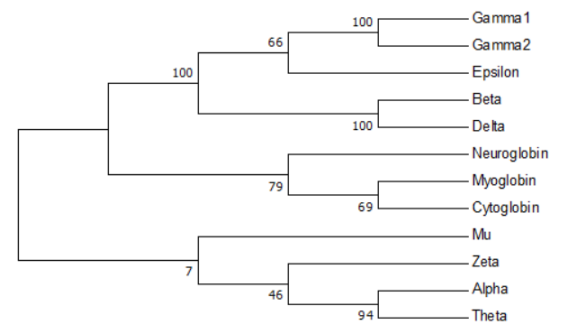 100
Gamma1
66
Gamma2
100
Epsilon
Beta
100
Delta
Neuroglobin
79
Myoglobin
69
Cytoglobin
Mu
7
Zeta
46
Alpha
94
Theta